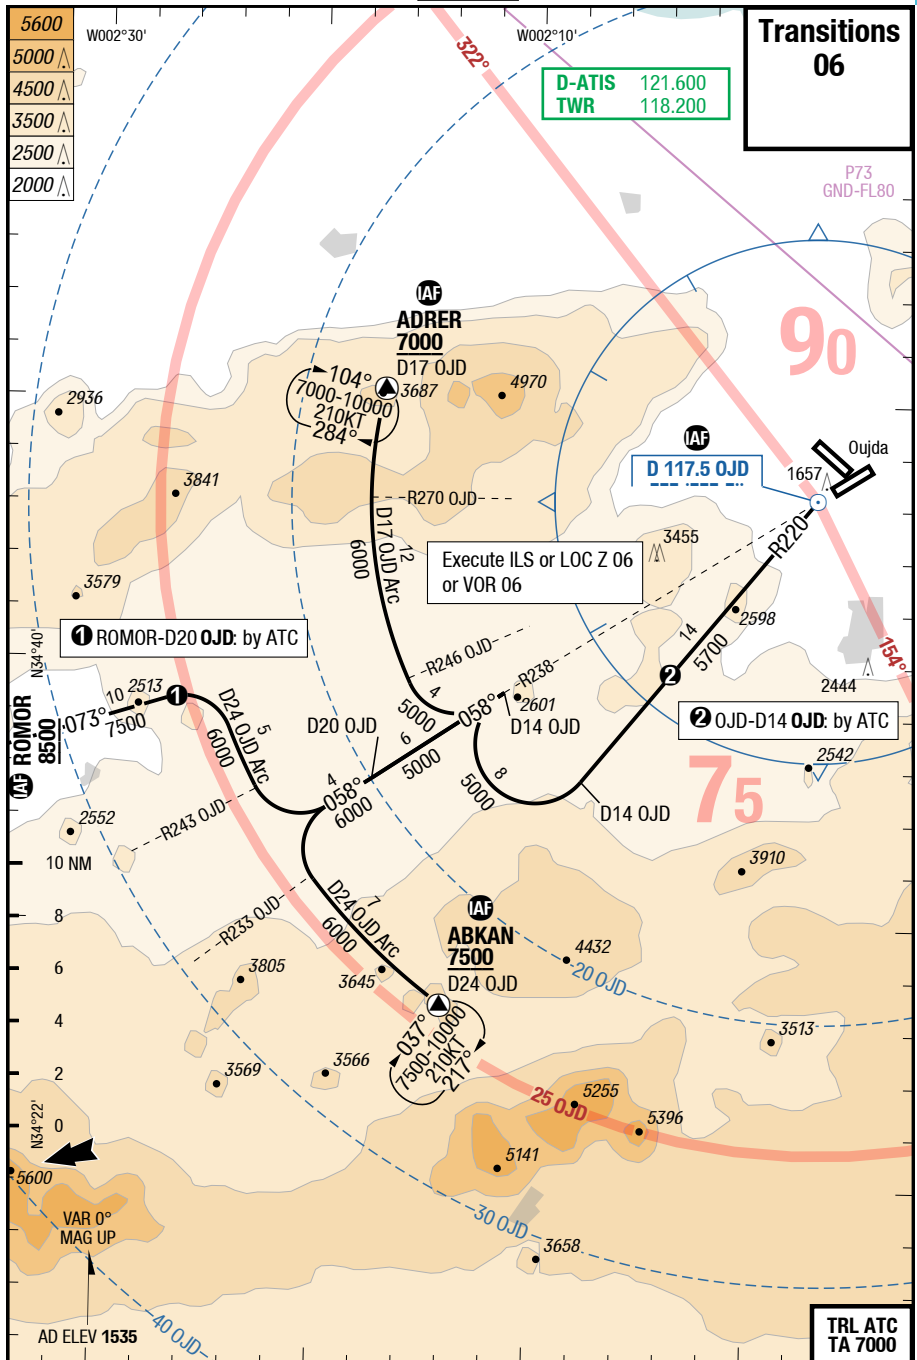 5600
5000
4500
3500
2500
2000
W002°30'
W002°10'
Transitions
06
322°
D-ATIS 121.600
TWR 118.200
P73
GND-FL80
90
IAF
ADRER
7000
D17 OJD
104°
7000-10000
210KT
284°
3687
4970
2936
3841
IAF
D 117.5 OJD
1657
Oujda
R270 OJD
D17 OJD Arc
12
6000
3455
Execute ILS or LOC Z 06
or VOR 06
R220
3579
2598
1 ROMOR-D20 OJD: by ATC
N34°40'
R246 OJD
R238
14
5700
2
154°
2444
IAF ROMOR
8500
073°
10
7500
2513
1
D24 OJD Arc
5
6000
D20 OJD
4
5000
058°
2601
D14 OJD
6
5000
2 OJD-D14 OJD: by ATC
2542
75
4
058°
6000
8
5000
D14 OJD
R243 OJD
2552
10 NM
8
6
4
2
0
3910
R233 OJD
D24 OJD Arc
7
6000
IAF
ABKAN
7500
D24 OJD
4432
20 OJD
3805
3645
037°
7500-10000
210KT
217°
3513
3569
3566
25 OJD
5255
5396
5141
N34°22'
5600
VAR 0°
MAG UP
30 OJD
3658
40 OJD
AD ELEV 1535
TRL ATC
TA 7000